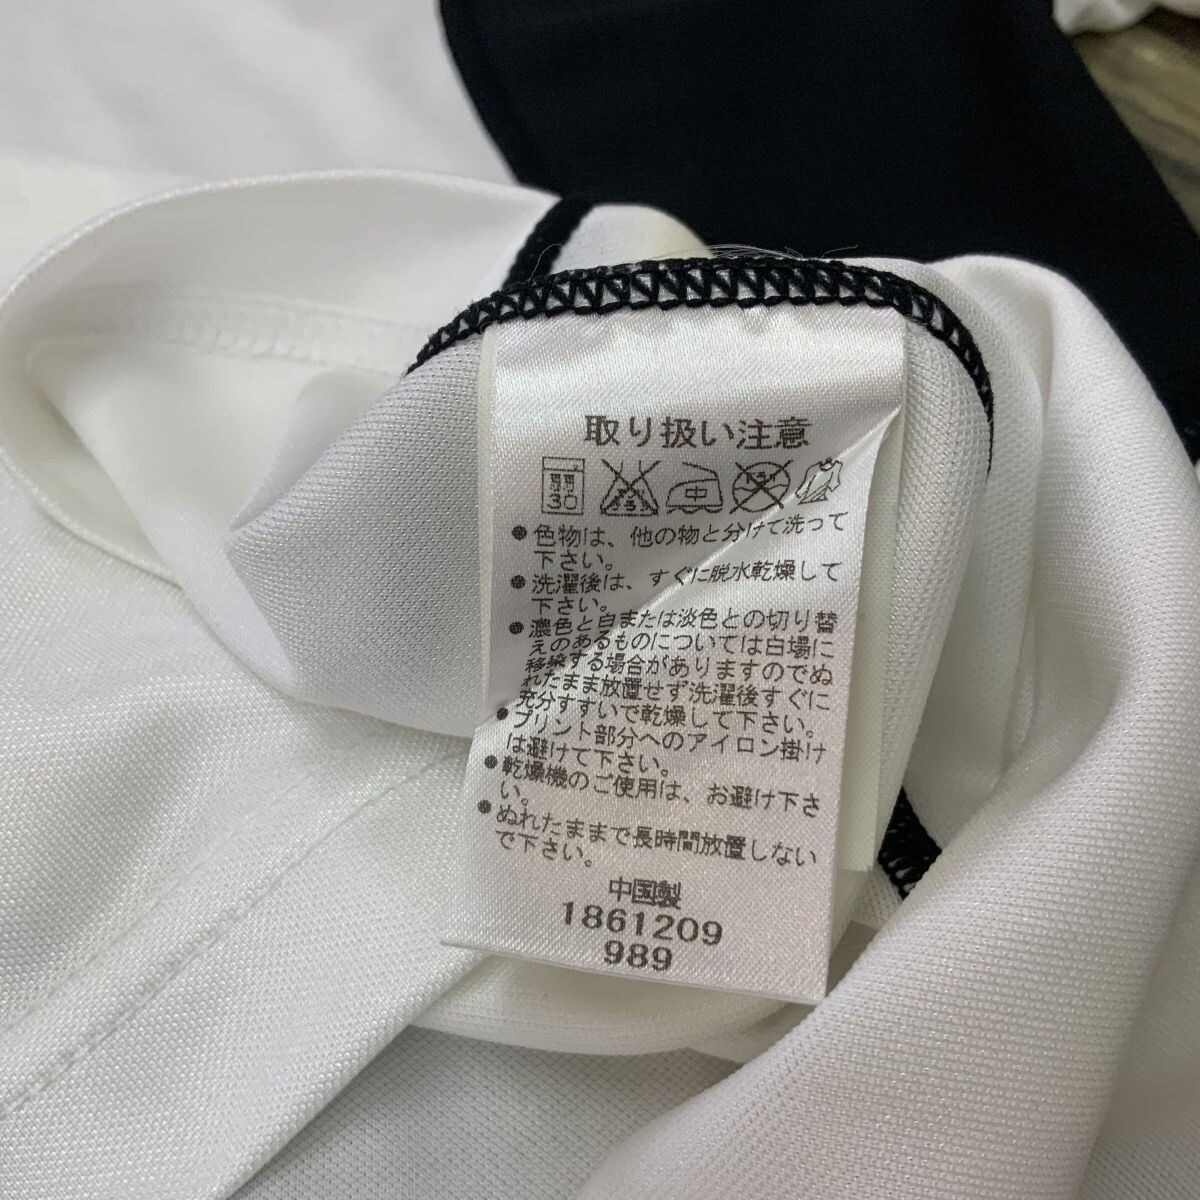 取り扱い注意
30
中
●色物は、他の物と分けて洗って
下さい。
●洗濯後は、すぐに脱水乾燥して
下さい。
●濃色と白または淡色との切り替
えのあるものについては白場に
移染する場合がありますのでぬ
れたまま放置せず洗濯後すぐに
充分すすいで乾燥して下さい。
●プリント部分へのアイロン掛け
は避けて下さい。
●乾燥機のご使用は、お避け下さ
い。
●ぬれたままで長時間放置しない
で下さい。
中国製
1861209
989